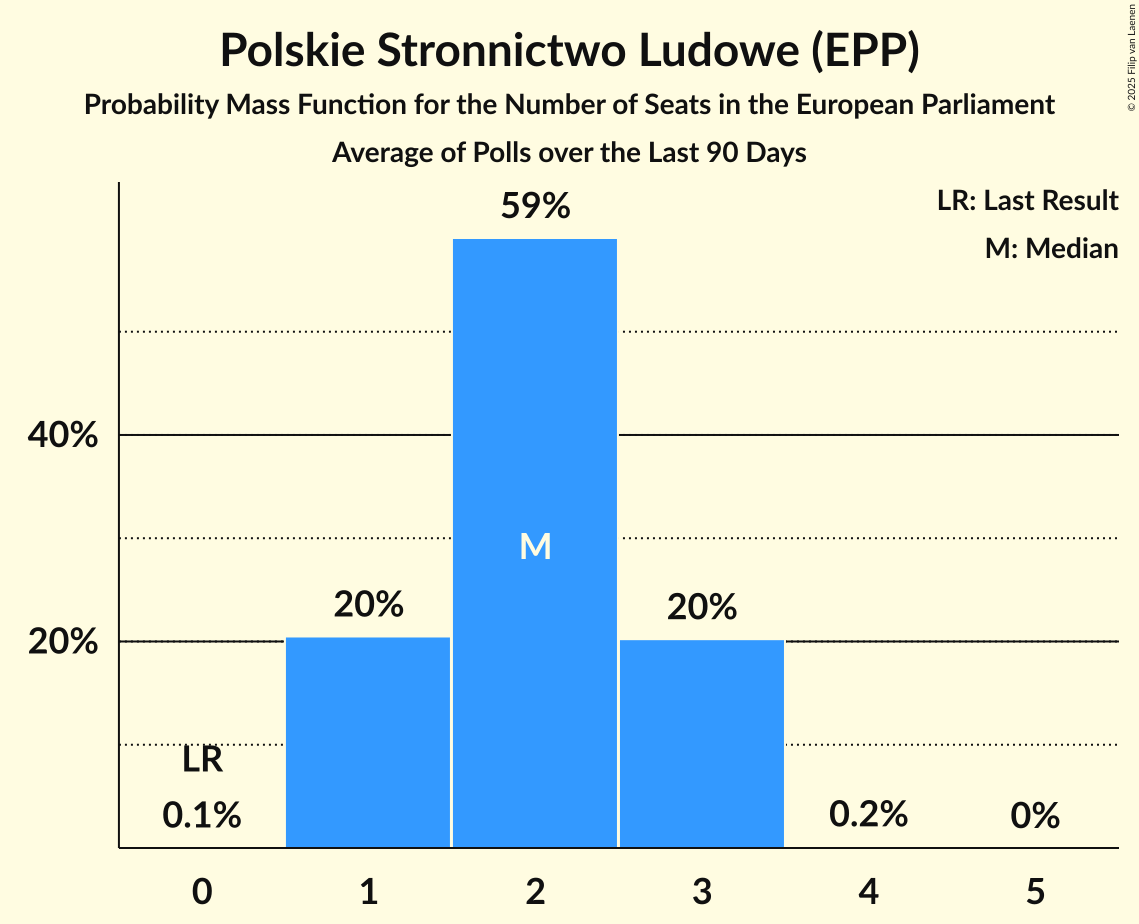 Polskie Stronnictwo Ludowe (EPP)
Probability Mass Function for the Number of Seats in the European Parliament
Average of Polls over the Last 90 Days
© 2025 Filip van Laenen
LR: Last Result
M: Median
59%
40%
M
20%
20%
20%
LR
0.1%
0.2%
0%
0 1 2 3 4 5